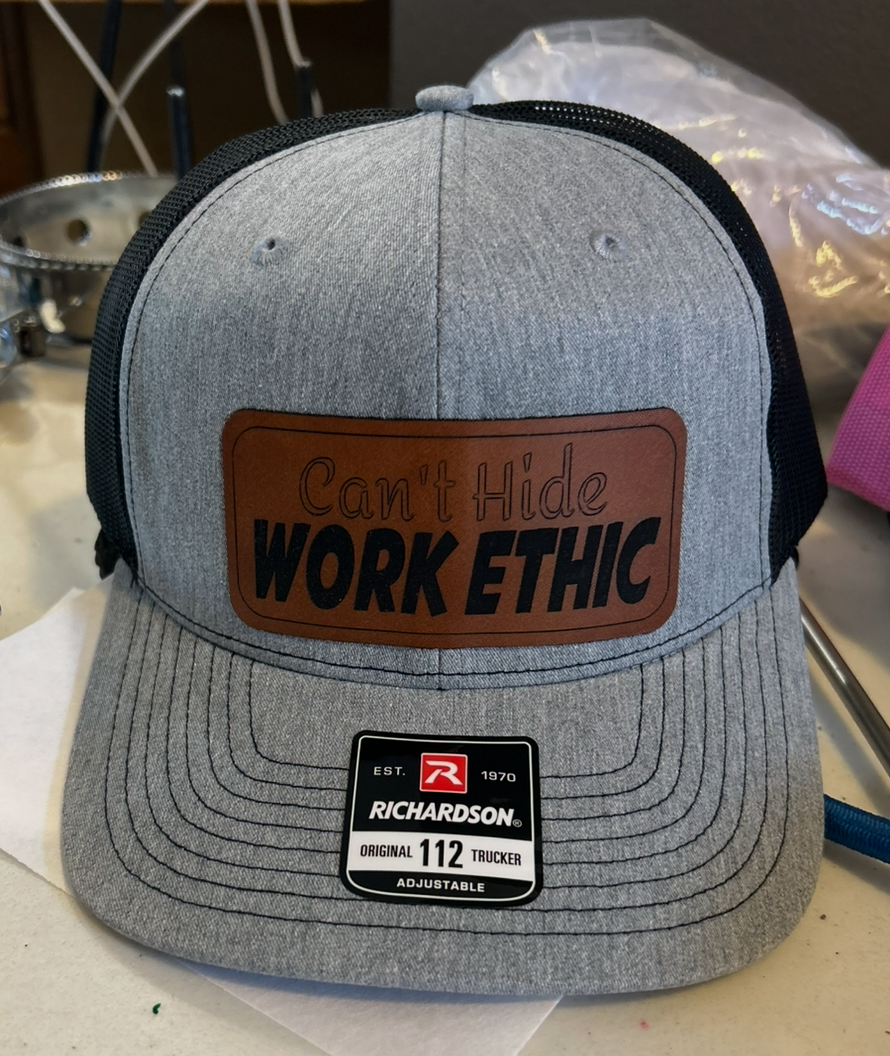 Can't Hide
WORK ETHIC
EST. R 1970
RICHARDSON®
ORIGINAL 112 TRUCKER
ADJUSTABLE